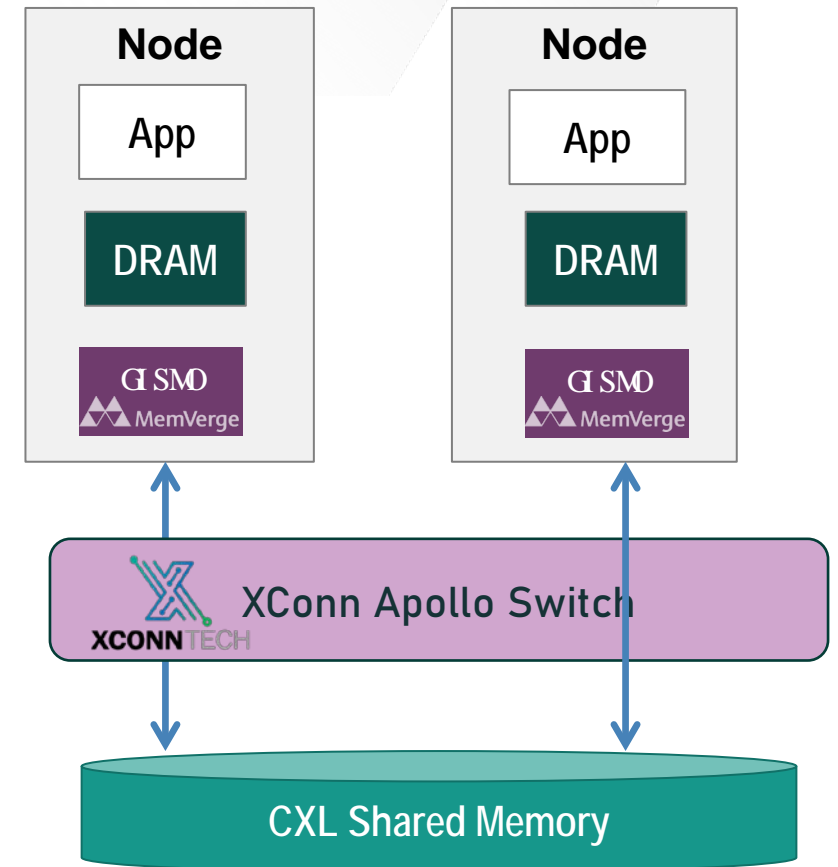 Node
App
DRAM
GISMO
MemVerge
Node
App
DRAM
GISMO
MemVerge
XCONNTECH
XConn Apollo Switch
CXL Shared Memory